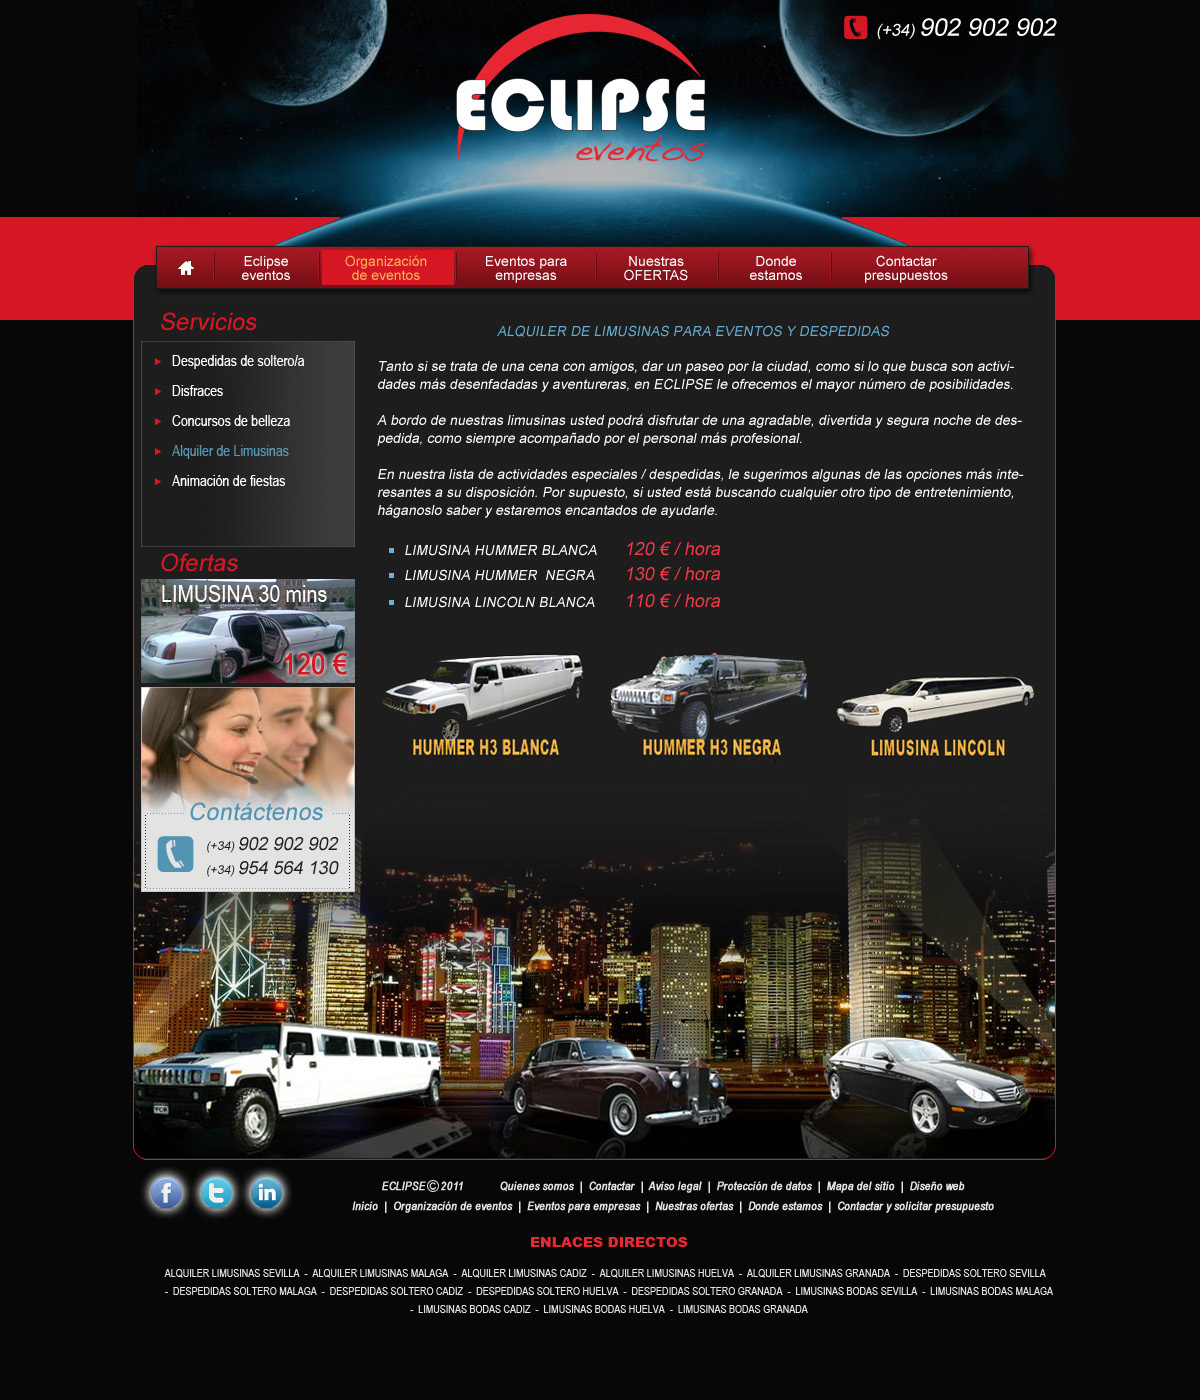 (+34) 902 902 902
ECLIPSE
eventos
Eclipse
eventos
Organización
de eventos
Eventos para
empresas
Nuestras
OFERTAS
Donde
estamos
Contactar
presupuestos
Servicios
Despedidas de soltero/a
Disfraces
Concursos de belleza
Alquiler de Limusinas
Animación de fiestas
Ofertas
LIMUSINA 30 mins
120 €
Contáctenos
(+34) 902 902 902
(+34) 954 564 130
ALQUILER DE LIMUSINAS PARA EVENTOS Y DESPEDIDAS
Tanto si se trata de una cena con amigos, dar un paseo por la ciudad, como si lo que busca son activi-
dades más desenfadadas y aventureras, en ECLIPSE le ofrecemos el mayor número de posibilidades.
A bordo de nuestras limusinas usted podrá disfrutar de una agradable, divertida y segura noche de des-
pedida, como siempre acompañado por el personal más profesional.
En nuestra lista de actividades especiales / despedidas, le sugerimos algunas de las opciones más inte-
resantes a su disposición. Por supuesto, si usted está buscando cualquier otro tipo de entretenimiento,
háganoslo saber y estaremos encantados de ayudarle.
LIMUSINA HUMMER BLANCA 120 € / hora
LIMUSINA HUMMER NEGRA 130 € / hora
LIMUSINA LINCOLN BLANCA 110 € / hora
HUMMER H3 BLANCA
HUMMER H3 NEGRA
LIMUSINA LINCOLN
TCR
TCR
f
t
in
ECLIPSE©2011 Quienes somos | Contactar | Aviso legal | Protección de datos | Mapa del sitio | Diseño web
Inicio | Organización de eventos | Eventos para empresas | Nuestras ofertas | Donde estamos | Contactar y solicitar presupuesto
ENLACES DIRECTOS
ALQUILER LIMUSINAS SEVILLA - ALQUILER LIMUSINAS MALAGA - ALQUILER LIMUSINAS CADIZ - ALQUILER LIMUSINAS HUELVA - ALQUILER LIMUSINAS GRANADA - DESPEDIDAS SOLTERO SEVILLA
- DESPEDIDAS SOLTERO MALAGA - DESPEDIDAS SOLTERO CADIZ - DESPEDIDAS SOLTERO HUELVA - DESPEDIDAS SOLTERO GRANADA - LIMUSINAS BODAS SEVILLA - LIMUSINAS BODAS MALAGA
- LIMUSINAS BODAS CADIZ - LIMUSINAS BODAS HUELVA - LIMUSINAS BODAS GRANADA